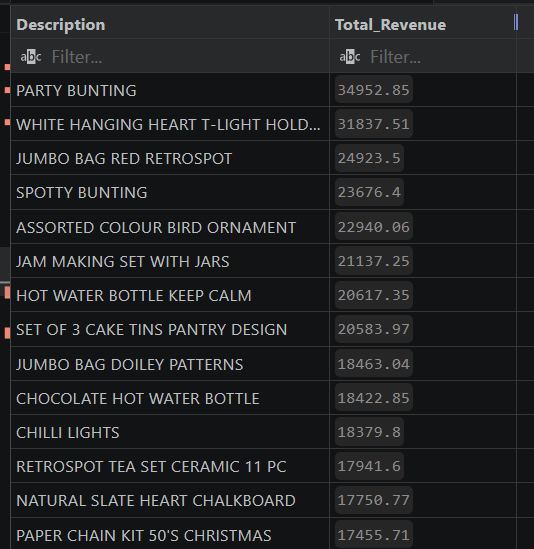 Description Total_Revenue
abc Filter... abc Filter...
PARTY BUNTING 34952.85
WHITE HANGING HEART T-LIGHT HOLD... 31837.51
JUMBO BAG RED RETROSPOT 24923.5
SPOTTY BUNTING 23676.4
ASSORTED COLOUR BIRD ORNAMENT 22940.06
JAM MAKING SET WITH JARS 21137.25
HOT WATER BOTTLE KEEP CALM 20617.35
SET OF 3 CAKE TINS PANTRY DESIGN 20583.97
JUMBO BAG DOILEY PATTERNS 18463.04
CHOCOLATE HOT WATER BOTTLE 18422.85
CHILLI LIGHTS 18379.8
RETROSPOT TEA SET CERAMIC 11 PC 17941.6
NATURAL SLATE HEART CHALKBOARD 17750.77
PAPER CHAIN KIT 50'S CHRISTMAS 17455.71